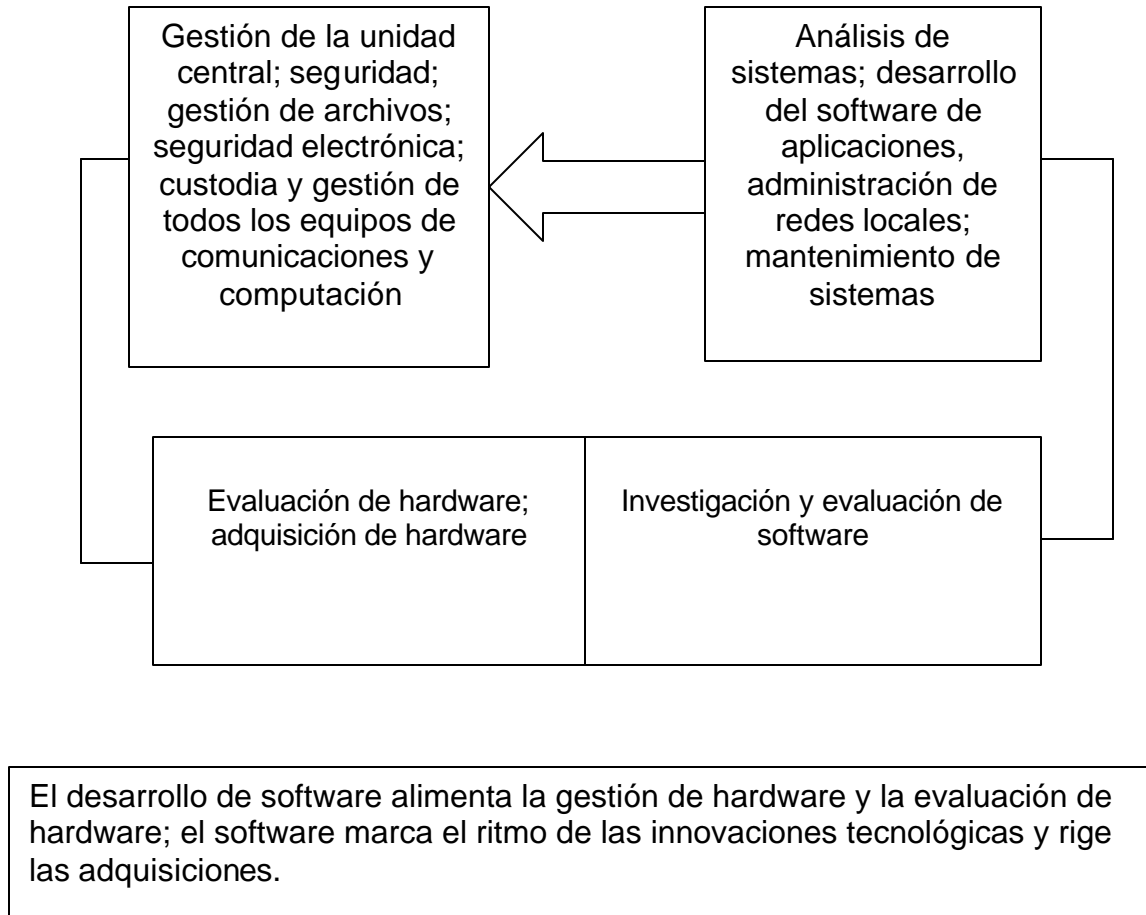 Gestión de la unidad
central; seguridad;
gestión de archivos;
seguridad electrónica;
custodia y gestión de
todos los equipos de
comunicaciones y
computación
Análisis de
sistemas; desarrollo
del software de
aplicaciones,
administración de
redes locales;
mantenimiento de
sistemas
Evaluación de hardware;
adquisición de hardware
Investigación y evaluación de
software
El desarrollo de software alimenta la gestión de hardware y la evaluación de
hardware; el software marca el ritmo de las innovaciones tecnológicas y rige
las adquisiciones.